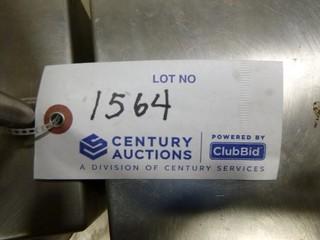 LOT NO
1564
CENTURY AUCTIONS
POWERED BY
ClubBid
A DIVISION OF CENTURY SERVICES